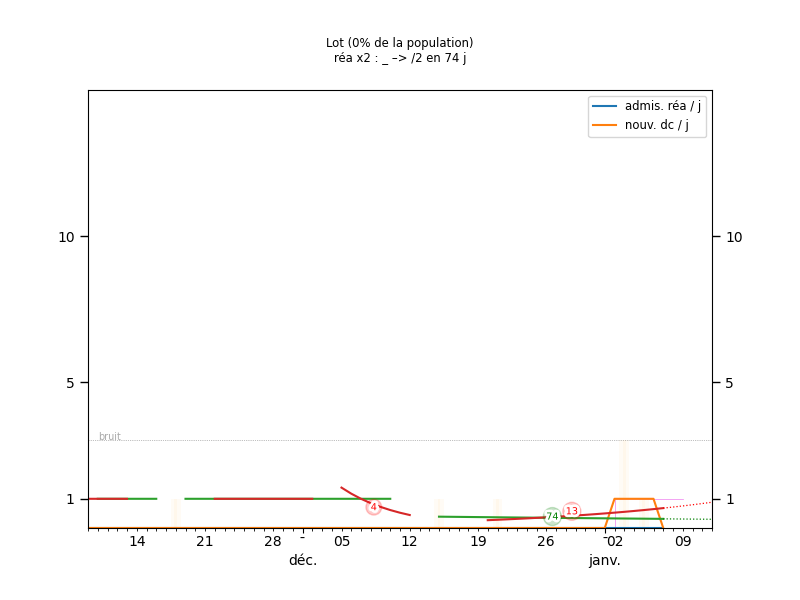 Lot (0% de la population)
réa x2 : _ –> /2 en 74 j
admis. réa / j
nouv. dc / j
10
10
5
5
bruit
1
1
4
74
13
14
21
28
-
05
12
19
26
-
02
09
déc.
janv.